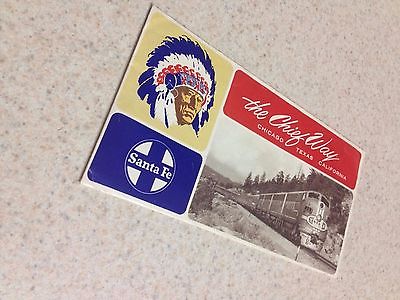 the Chief Way
CHICAGO TEXAS CALIFORNIA
Santa Fe